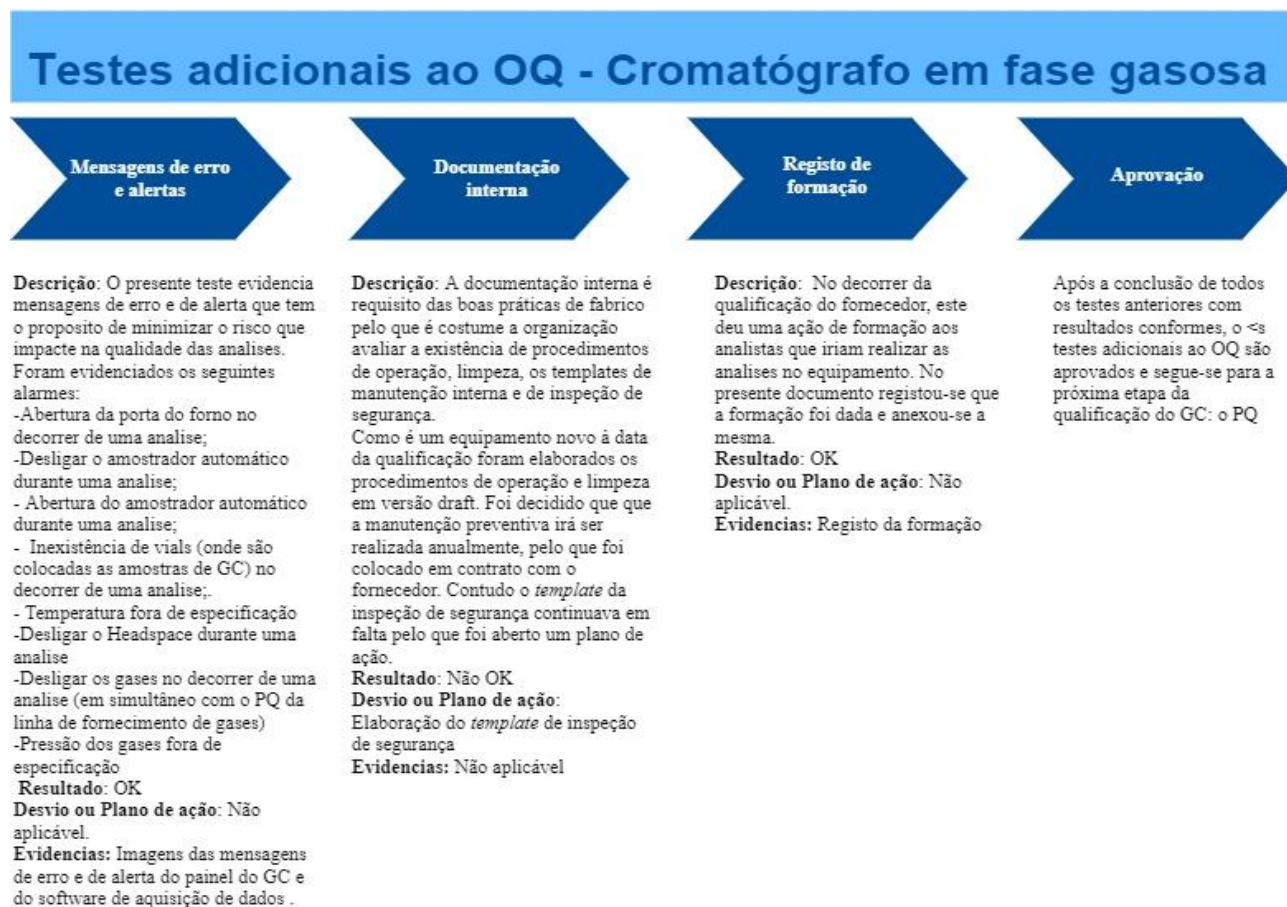 Testes adicionais ao OQ - Cromatógrafo em fase gasosa
Mensagens de erro
e alertas
Documentação
interna
Registo de
formação
Aprovação
Descrição: O presente teste evidencia
mensagens de erro e de alerta que tem
o proposito de minimizar o risco que
impacte na qualidade das analises.
Foram evidenciados os seguintes
alarmes:
-Abertura da porta do forno no
decorrer de uma analise;
-Desligar o amostrador automático
durante uma analise;
- Abertura do amostrador automático
durante uma analise;
- Inexistência de vials (onde são
colocadas as amostras de GC) no
decorrer de uma analise;.
- Temperatura fora de especificação
-Desligar o Headspace durante uma
analise
-Desligar os gases no decorrer de uma
analise (em simultâneo com o PQ da
linha de fornecimento de gases)
-Pressão dos gases fora de
especificação
Resultado: OK
Desvio ou Plano de ação: Não
aplicável.
Evidencias: Imagens das mensagens
de erro e de alerta do painel do GC e
do software de aquisição de dados .
Descrição: A documentação interna é
requisito das boas práticas de fabrico
pelo que é costume a organização
avaliar a existência de procedimentos
de operação, limpeza, os templates de
manutenção interna e de inspeção de
segurança.
Como é um equipamento novo à data
da qualificação foram elaborados os
procedimentos de operação e limpeza
em versão draft. Foi decidido que que
a manutenção preventiva irá ser
realizada anualmente, pelo que foi
colocado em contrato com o
fornecedor. Contudo o template da
inspeção de segurança continuava em
falta pelo que foi aberto um plano de
ação.
Resultado: Não OK
Desvio ou Plano de ação:
Elaboração do template de inspeção
de segurança
Evidencias: Não aplicável
Descrição: No decorrer da
qualificação do fornecedor, este
deu uma ação de formação aos
analistas que iriam realizar as
analises no equipamento. No
presente documento registou-se que
a formação foi dada e anexou-se a
mesma.
Resultado: OK
Desvio ou Plano de ação: Não
aplicável.
Evidencias: Registo da formação
Após a conclusão de todos
os testes anteriores com
resultados conformes, o <s
testes adicionais ao OQ são
aprovados e segue-se para a
próxima etapa da
qualificação do GC: o PQ